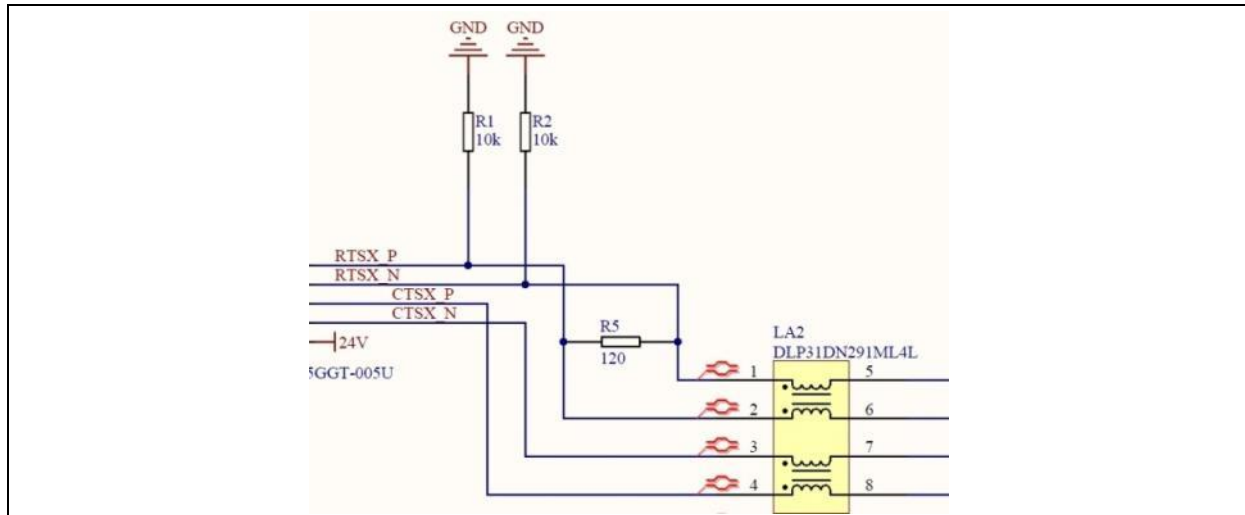 GND GND
R1 R2
10k 10k
RTSX_P
RTSX_N
CTSX_P
CTSX_N
24V
5GGT-005U
R5
120
LA2
DLP31DN291ML4L
1 5
2 6
3 7
4 8